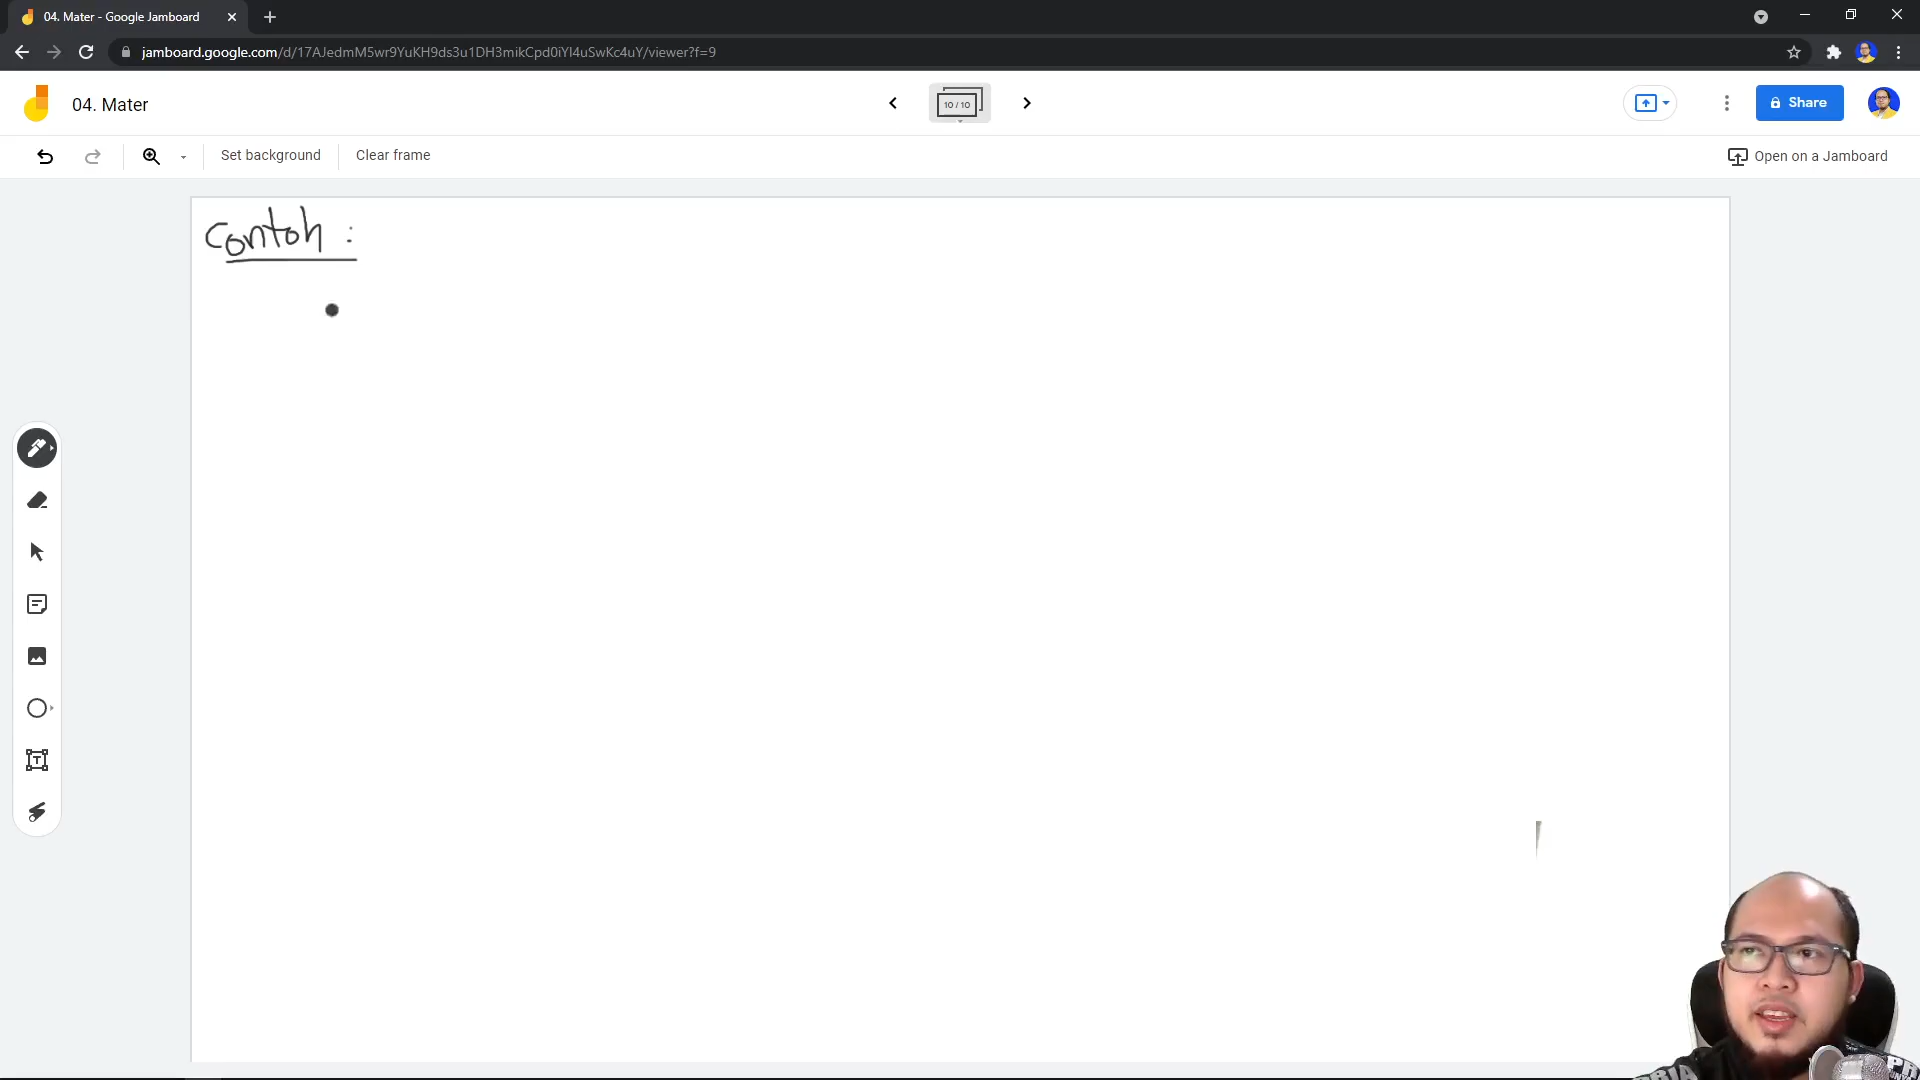 04. Mater - Google Jamboard
jamboard.google.com/d/17AJedmM5wr9YuKH9ds3u1DH3mikCpd0iYI4uSwKc4uY/viewer?f=9
04. Mater
10 / 10
Share
Set background
Clear frame
Open on a Jamboard
Contoh :